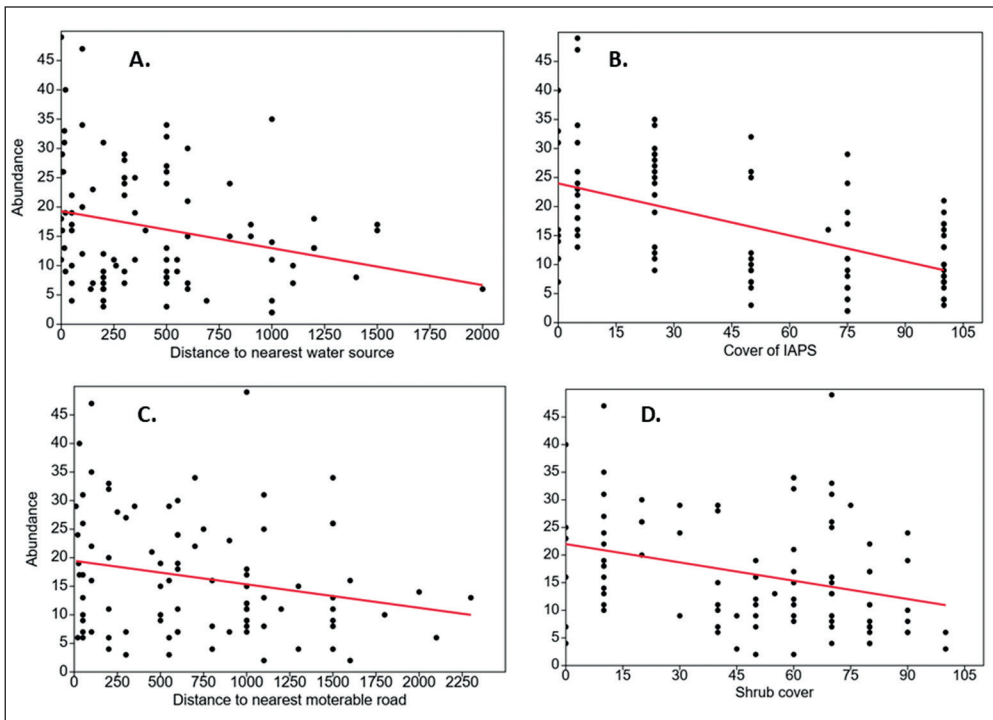 A.
Abundance
45
40
35
30
25
20
15
10
5
0
0 250 500 750 1000 1250 1500 1750 2000
Distance to nearest water source
B.
45
40
35
30
25
20
15
10
5
0
0 15 30 45 60 75 90 105
Cover of IAPS
C.
Abundance
45
40
35
30
25
20
15
10
5
0
0 250 500 750 1000 1250 1500 1750 2000 2250
Distance to nearest moterable road
D.
45
40
35
30
25
20
15
10
5
0
0 15 30 45 60 75 90 105
Shrub cover